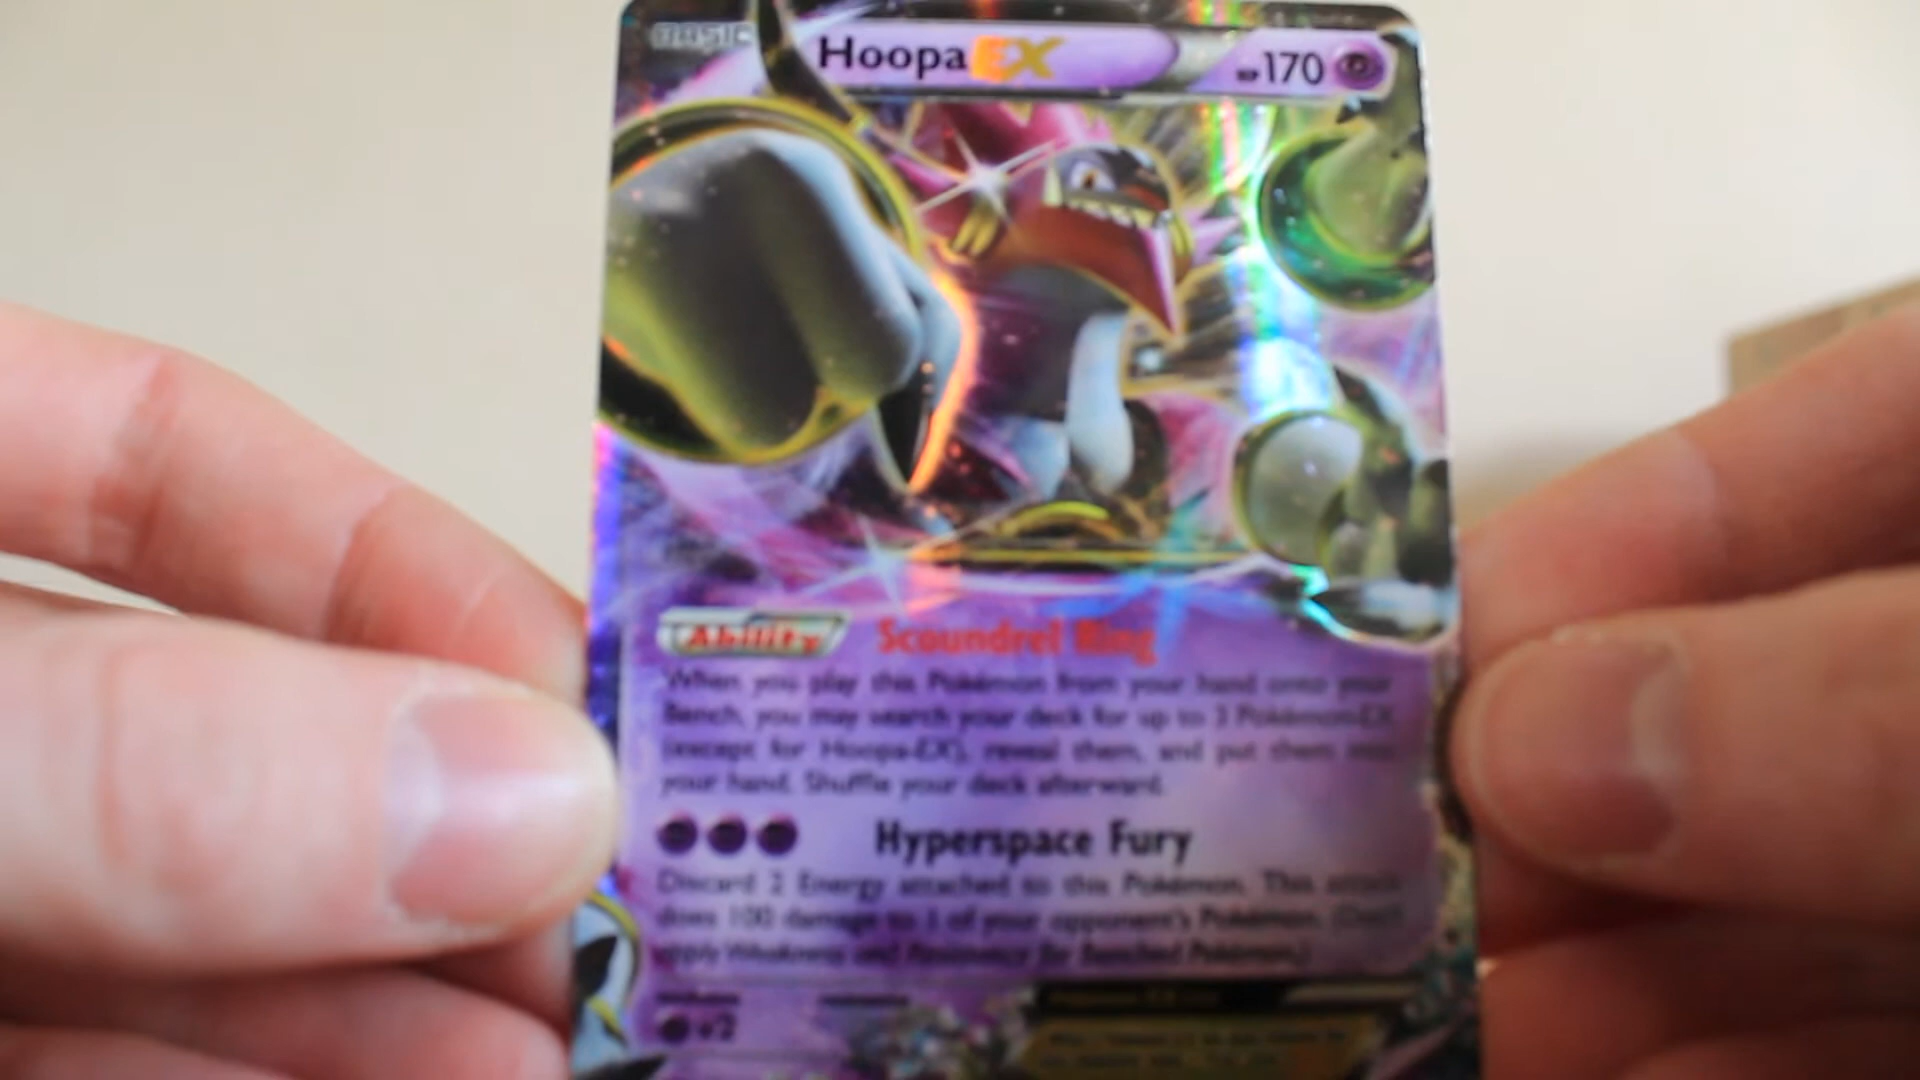 BASIC
Hoopa EX
HP170
Ability Scoundrel Ring
When you play this Pokémon from your hand onto your
Bench, you may search your deck for up to 3 Pokémon-EX
(except for Hoopa-EX), reveal them, and put them into
your hand. Shuffle your deck afterward.
Hyperspace Fury
Discard 2 Energy attached to this Pokémon. This attack
does 100 damage to 1 of your opponent's Pokémon. (Don't
apply Weakness and Resistance for Benched Pokémon.)
×2